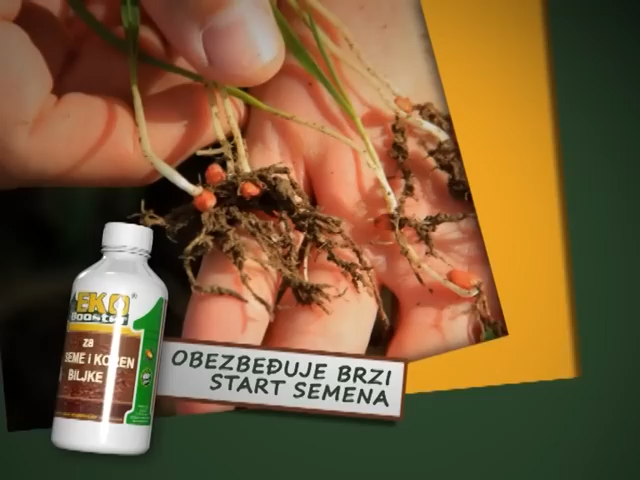 EKO
Booster
za
SEME i KOREN
BILJKE
1
OBEZBEĐUJE BRZI
START SEMENA